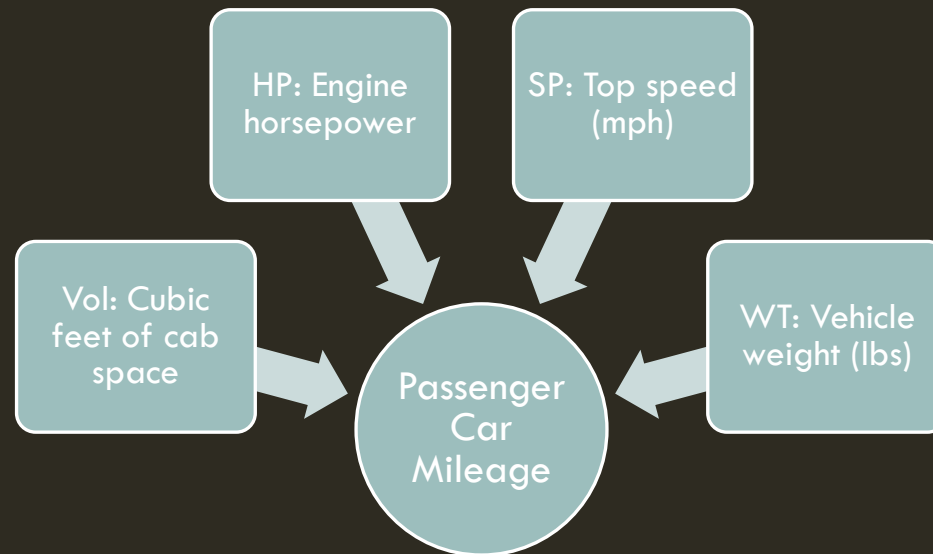 HP: Engine
horsepower
SP: Top speed
(mph)
Vol: Cubic
feet of cab
space
WT: Vehicle
weight (lbs)
Passenger
Car
Mileage